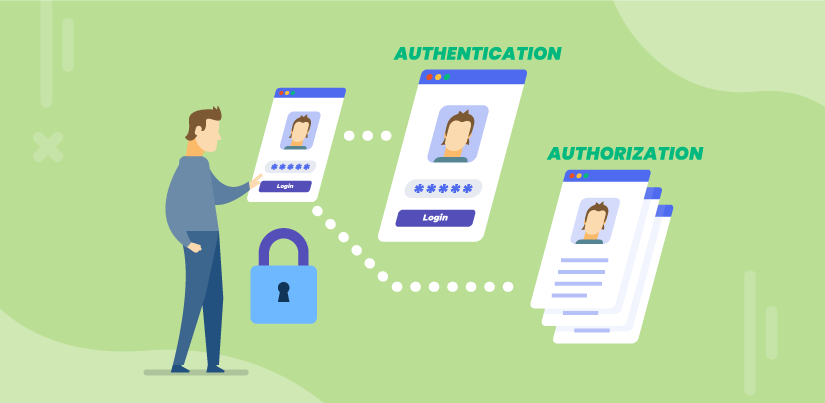 AUTHENTICATION
*****
Login
*****
Login
AUTHORIZATION